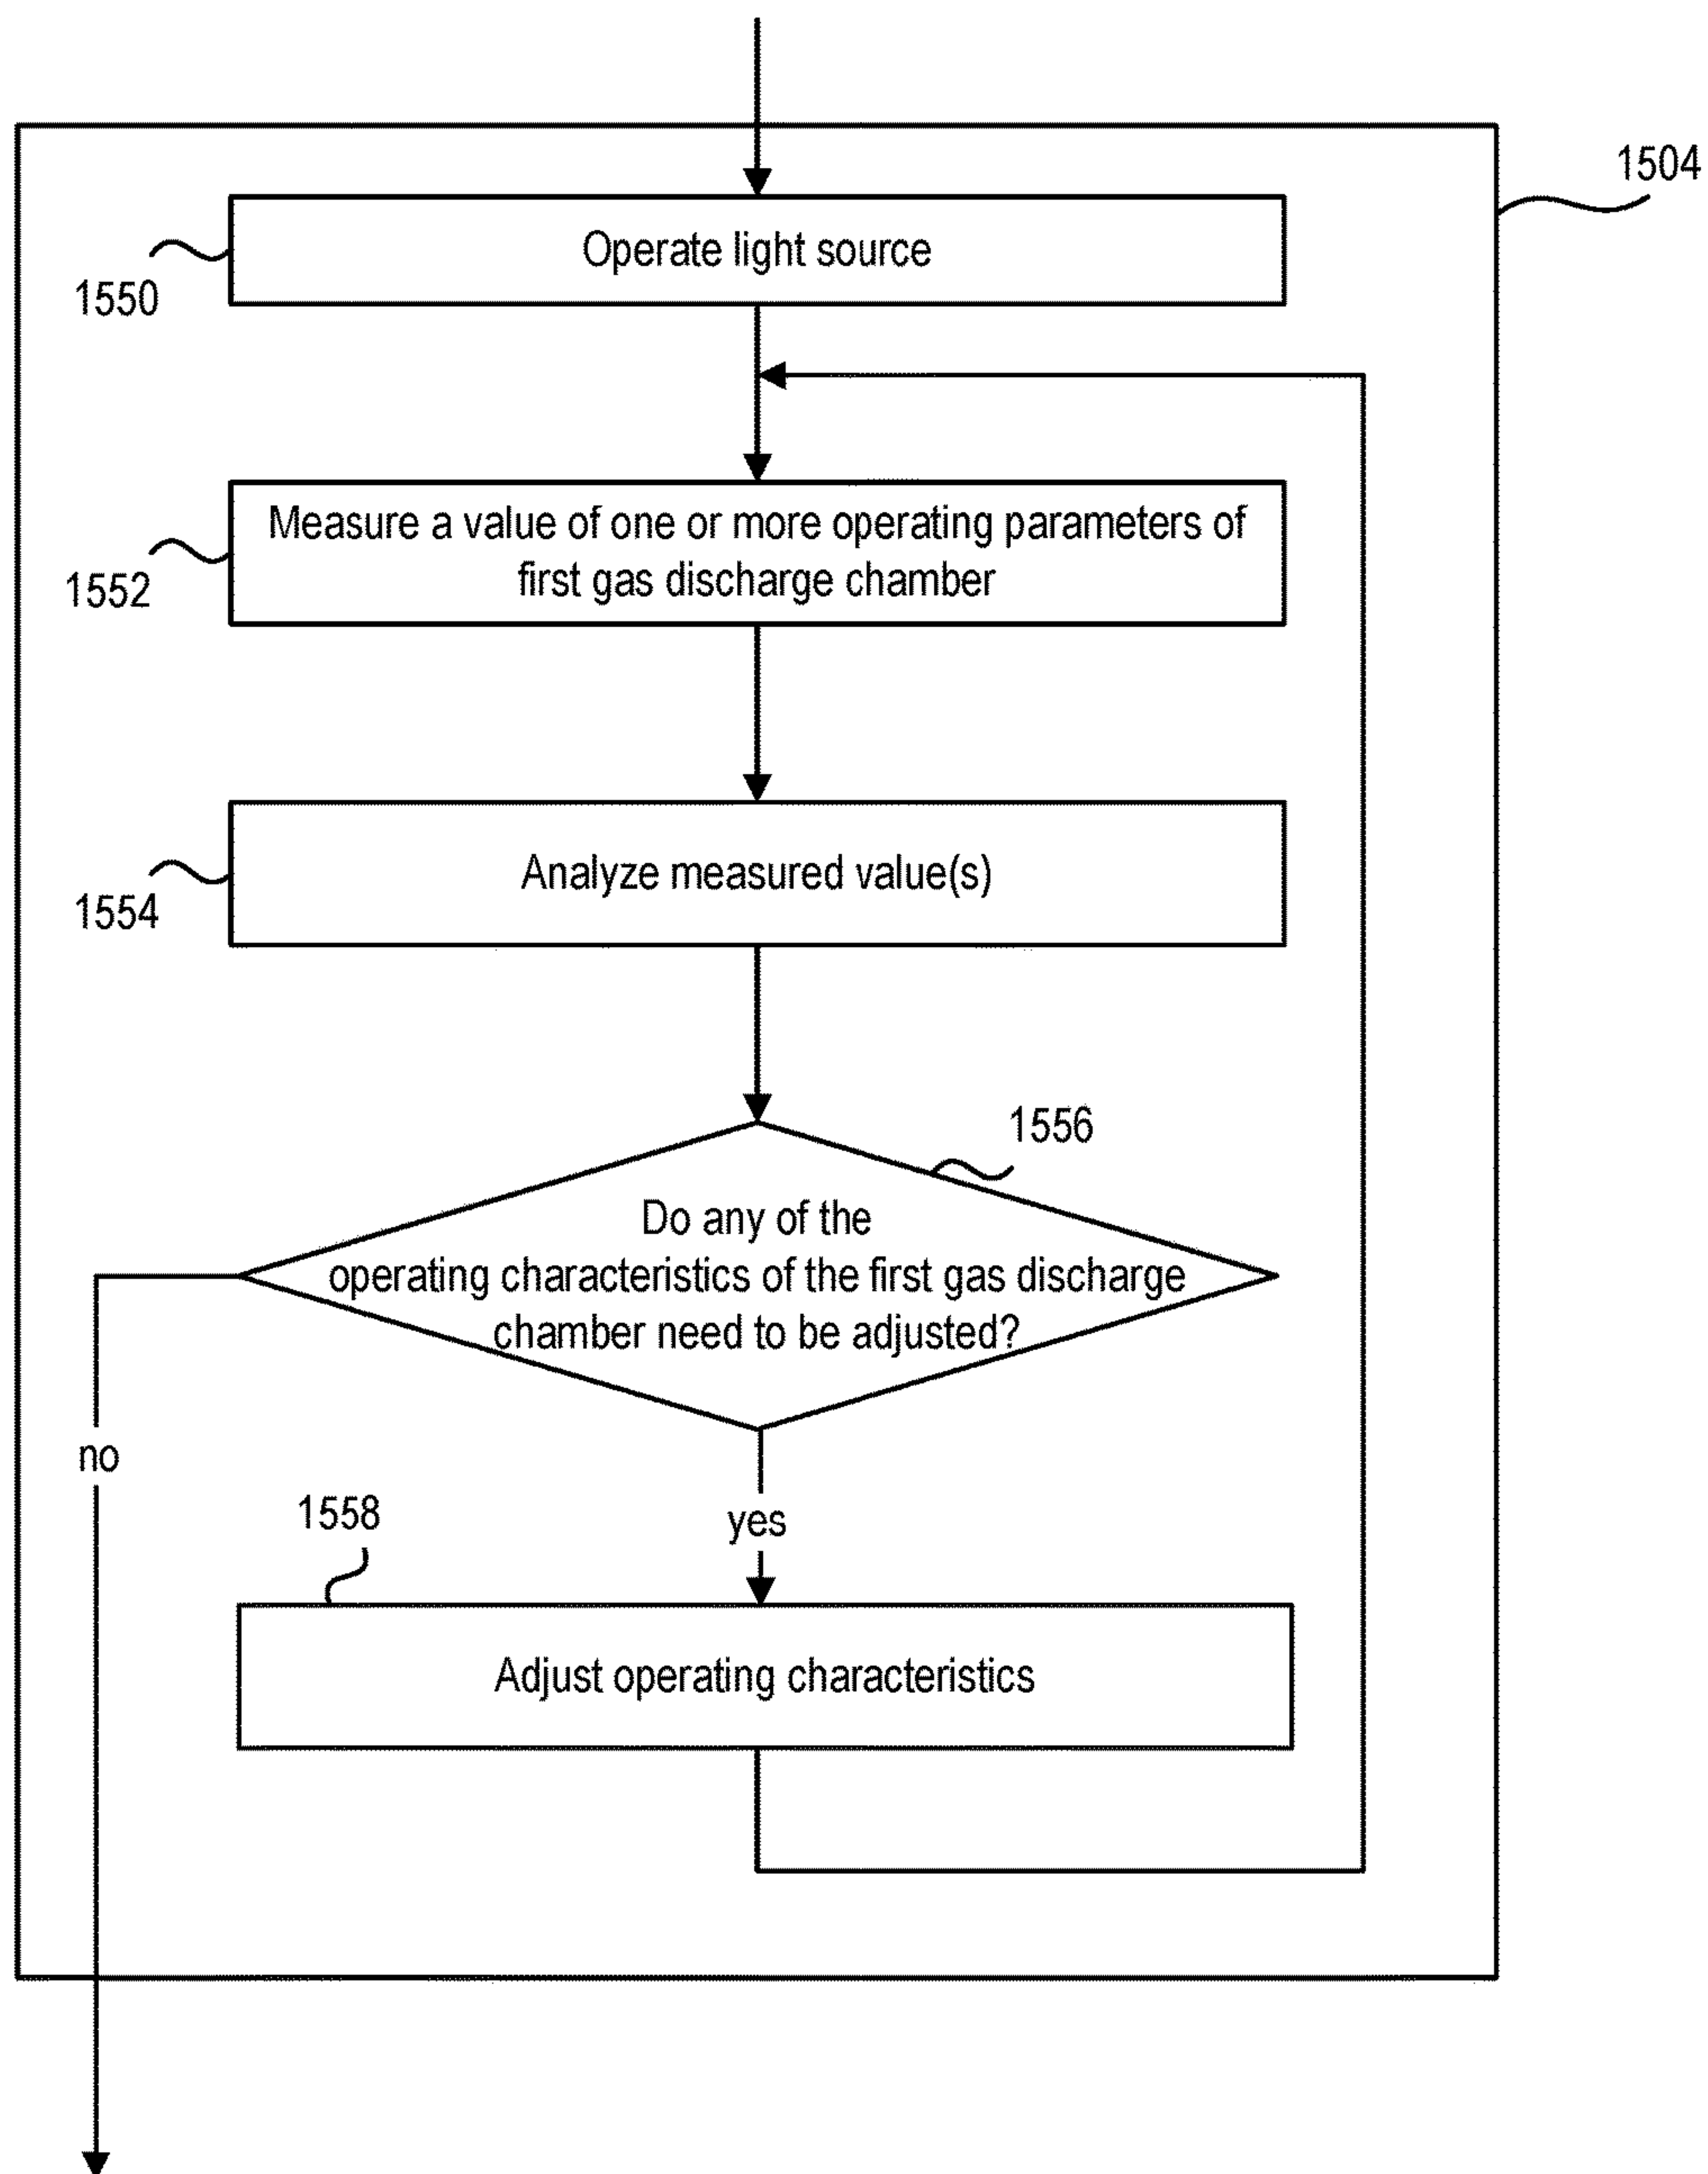 1504
Operate light source
1550
Measure a value of one or more operating parameters of
first gas discharge chamber
1552
Analyze measured value(s)
1554
1556
Do any of the
operating characteristics of the first gas discharge
chamber need to be adjusted?
no
yes
1558
Adjust operating characteristics